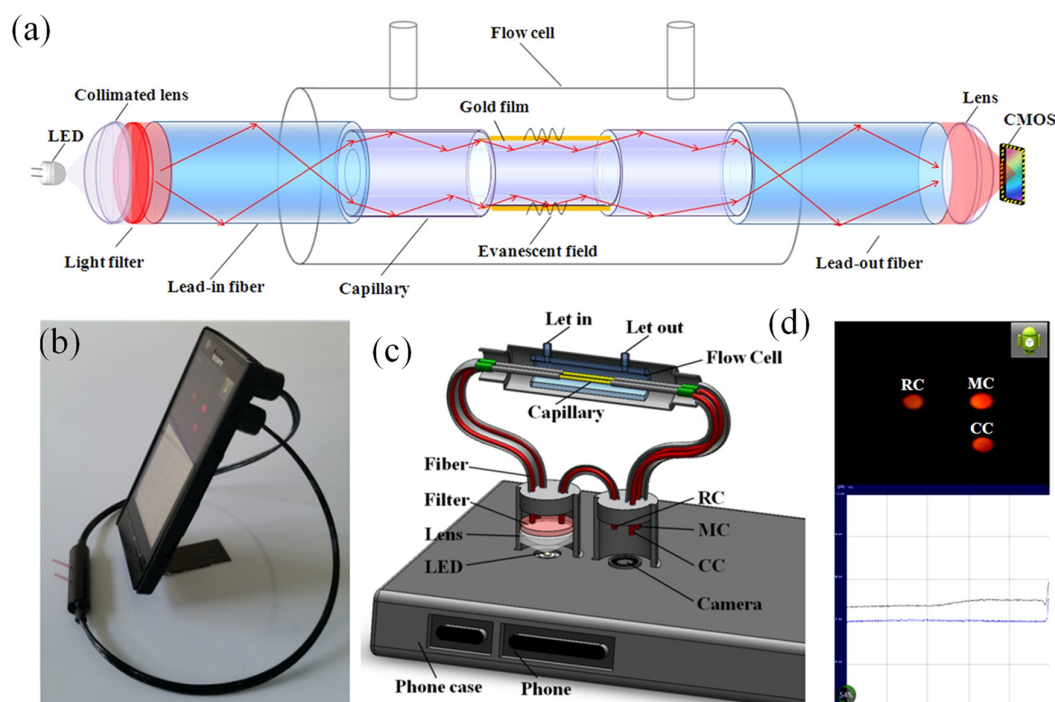 (a)
Flow cell
Collimated lens
LED
Gold film
Lens
CMOS
Light filter
Lead-in fiber
Capillary
Evanescent field
Lead-out fiber
(b)
(c)
Let in
Let out
Flow Cell
Capillary
Fiber
Filter
Lens
LED
RC
MC
CC
Camera
Phone case
Phone
(d)
RC
MC
CC
54%